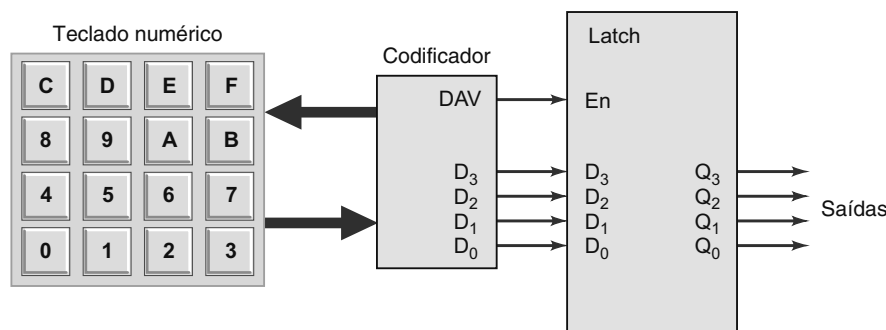 Teclado numérico
C D E F
8 9 A B
4 5 6 7
0 1 2 3
Codificador
DAV
D3
D2
D1
D0
Latch
En
D3 Q3
D2 Q2
D1 Q1
D0 Q0
Saídas